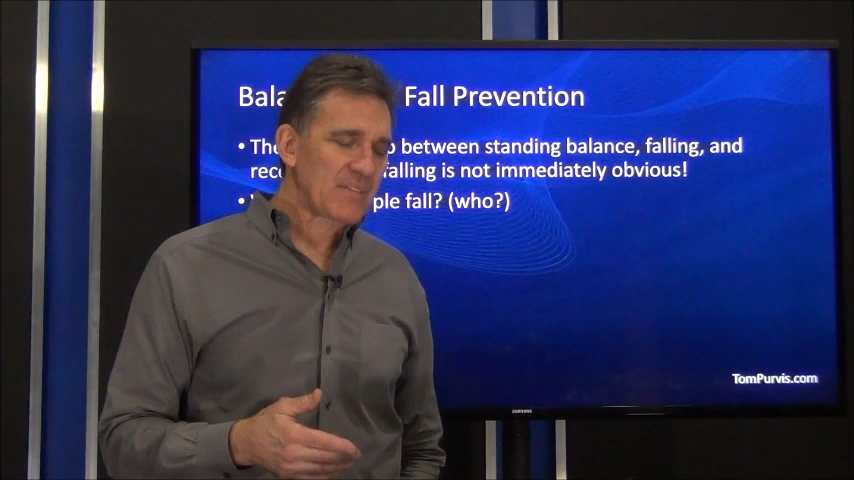 Bala Fall Prevention
• The o between standing balance, falling, and
reco falling is not immediately obvious!
• ple fall? (who?)
TomPurvis.com
SAMSUNG